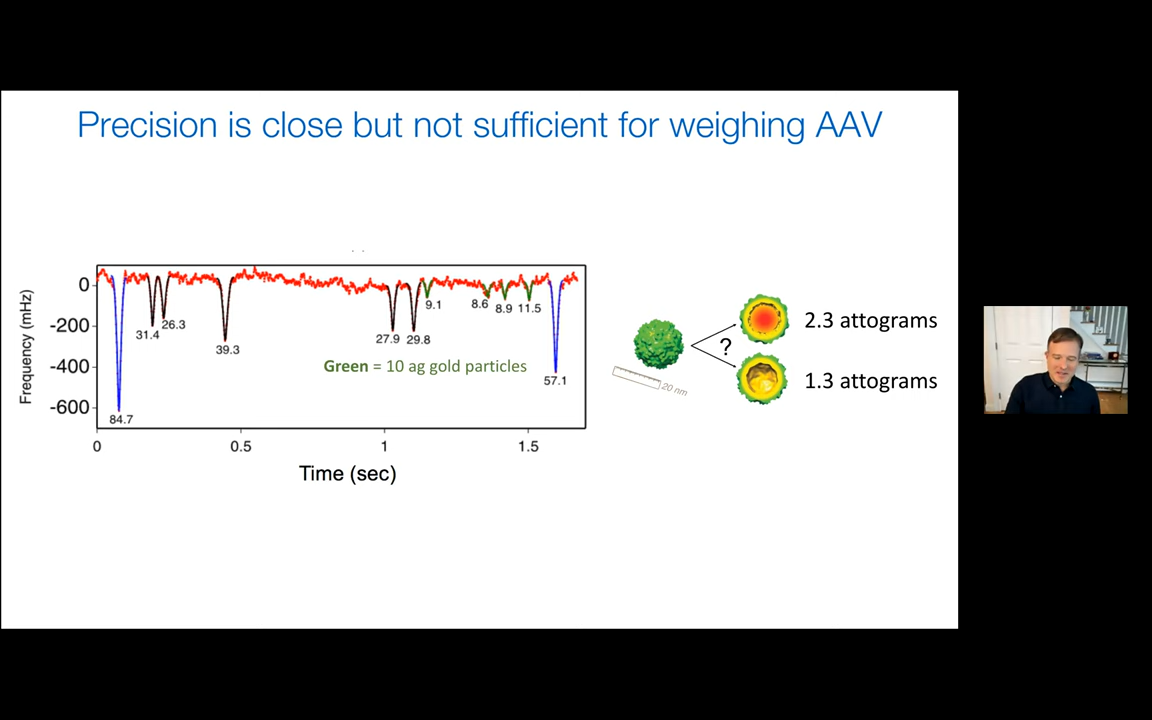 Precision is close but not sufficient for weighing AAV
Frequency (mHz)
0
-200
-400
-600
84.7
31.4
26.3
39.3
27.9
29.8
9.1
8.6
8.9
11.5
57.1
Green = 10 ag gold particles
0
0.5
1
1.5
Time (sec)
20 nm
?
2.3 attograms
1.3 attograms